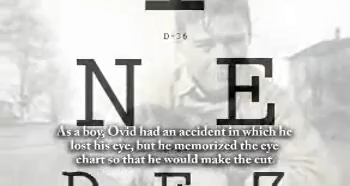 D-36
N E
As a boy, Ovid had an accident in which he
lost his eye, but he memorized the eye
chart so that he would make the cut.